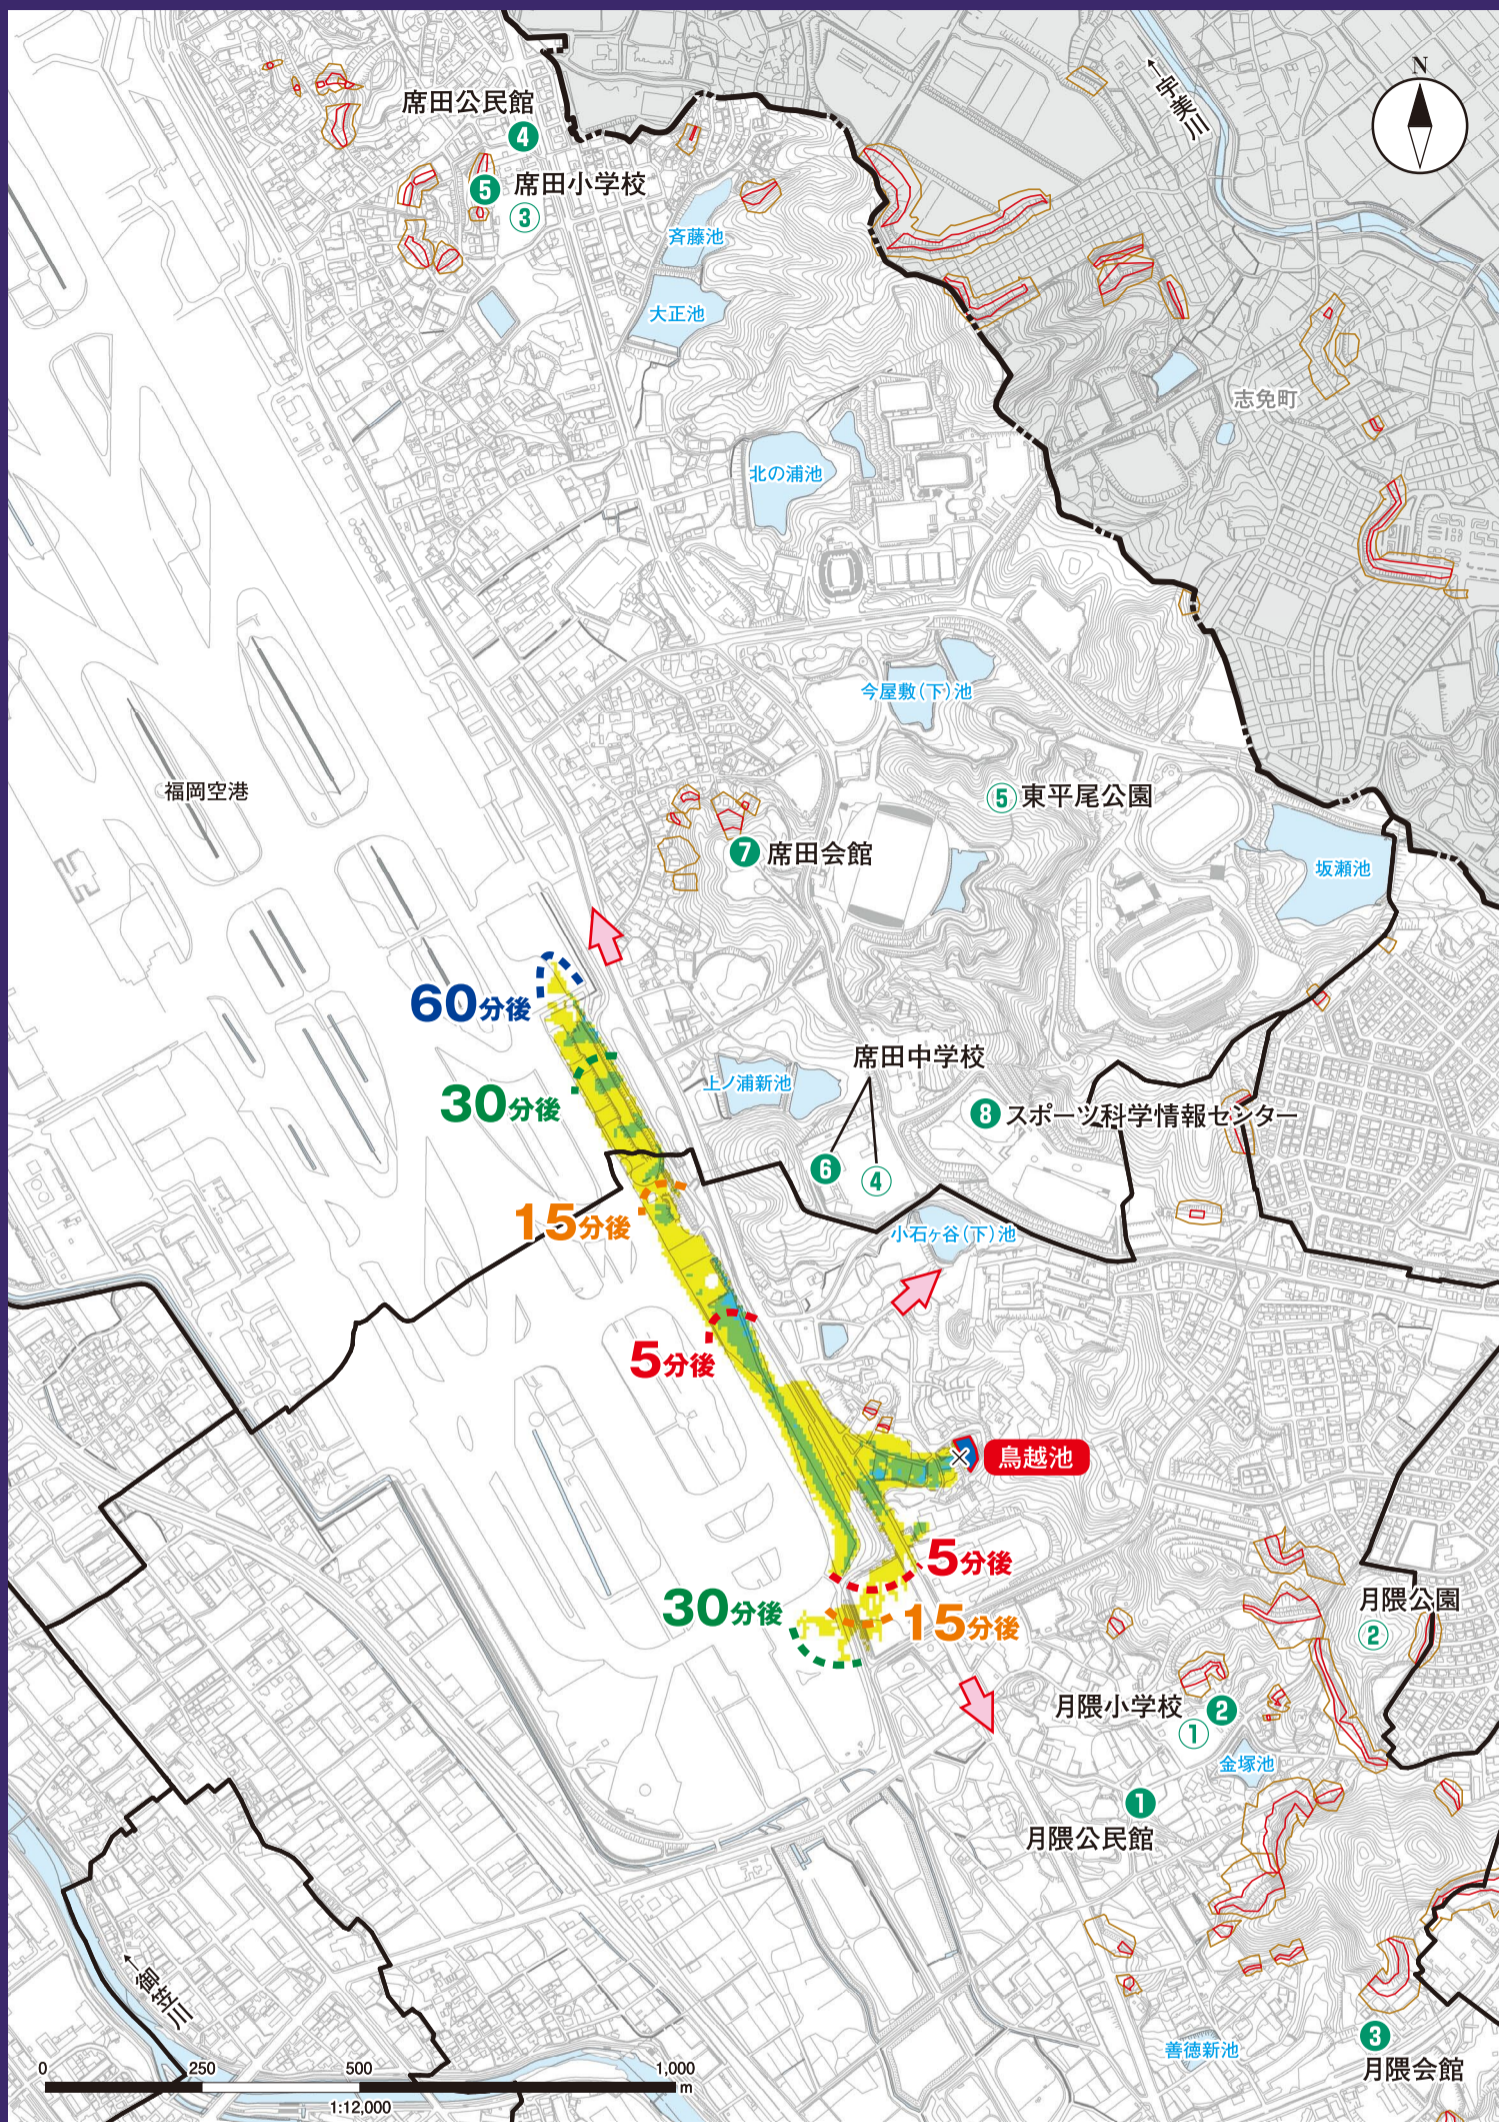 N
←宇美川
席田公民館
4
5
席田小学校
3
斉藤池
大正池
志免町
北の浦池
今屋敷(下)池
福岡空港
5 東平尾公園
7 席田会館
坂瀬池
60分後
30分後
席田中学校
上ノ浦新池
8 スポーツ科学情報センター
6
4
15分後
小石ヶ谷(下)池
5分後
鳥越池
5分後
30分後
15分後
月隈公園
2
月隈小学校
2
1
金塚池
1
月隈公民館
←御笠川
善徳新池
3
月隈会館
0 250 500 1,000
m
1:12,000